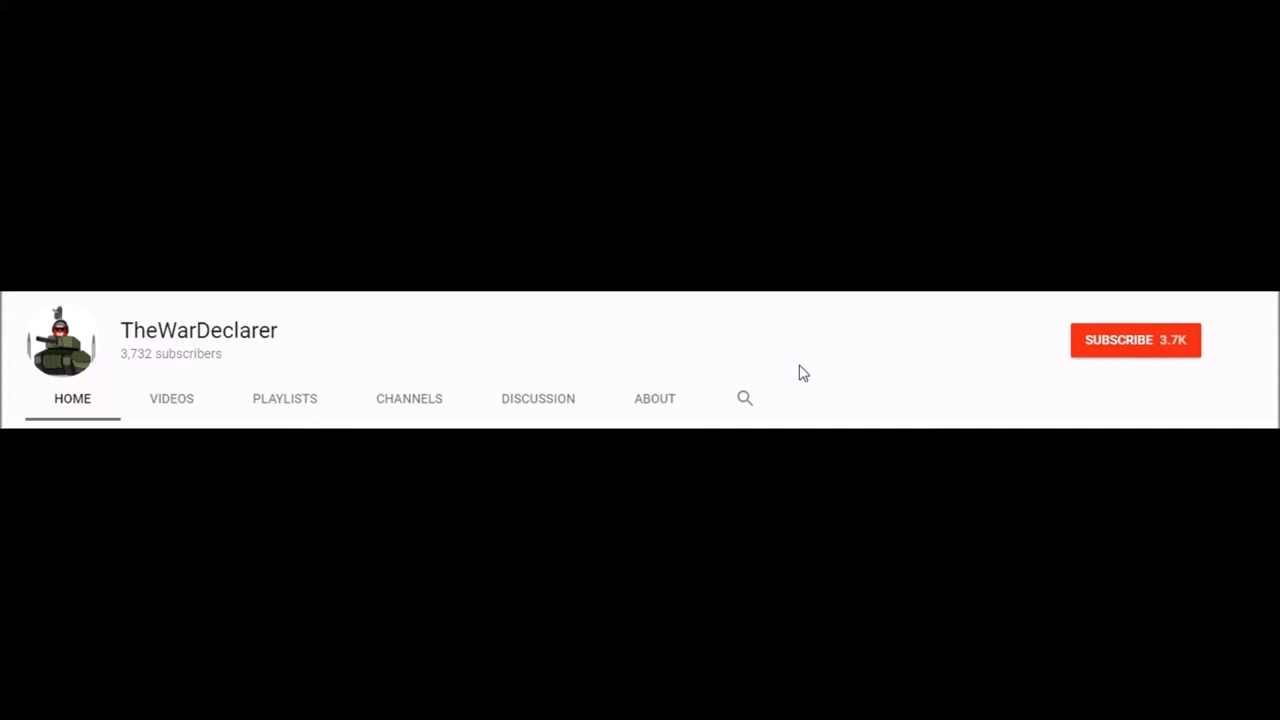 TheWarDeclarer
3,732 subscribers
SUBSCRIBE 3.7K
HOME VIDEOS PLAYLISTS CHANNELS DISCUSSION ABOUT